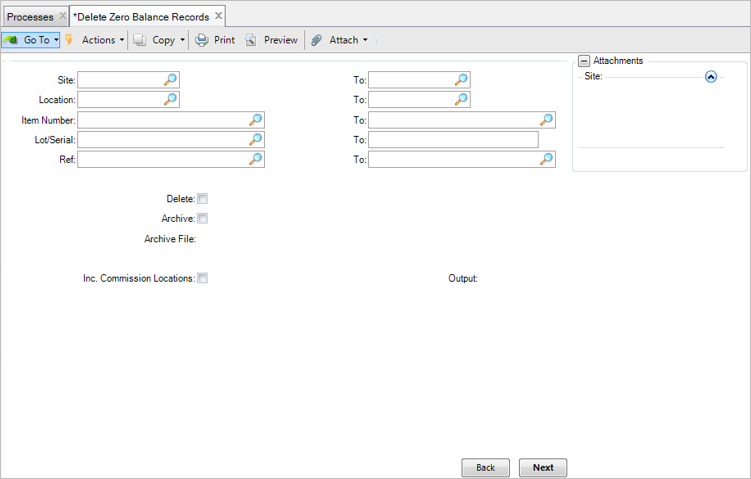 Processes *Delete Zero Balance Records
Go To Actions Copy Print Preview Attach
Attachments
Site:
Site: To:
Location: To:
Item Number: To:
Lot/Serial: To:
Ref: To:
Delete:
Archive:
Archive File:
Inc. Commission Locations: Output:
Back Next